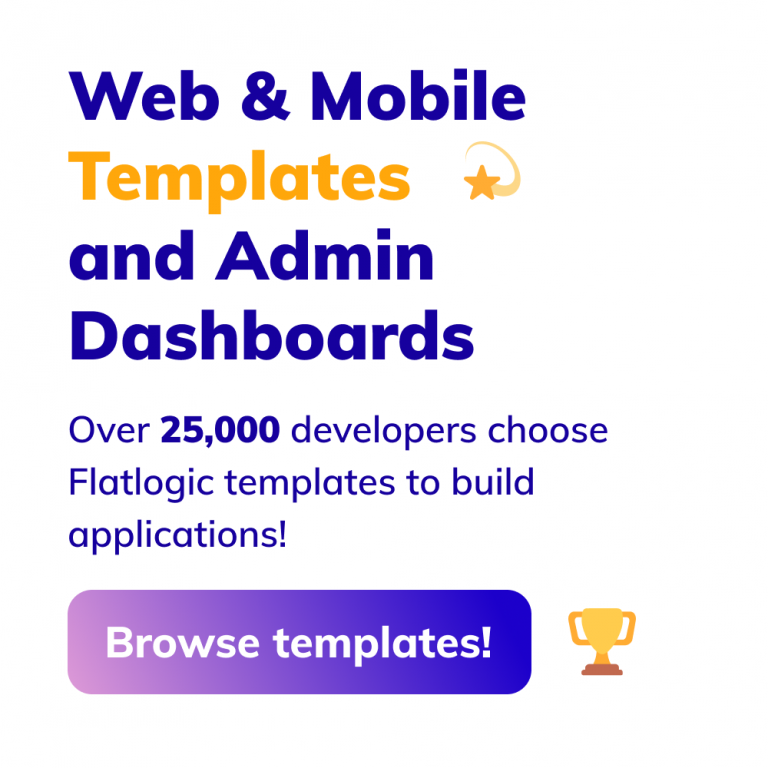 Web & Mobile
Templates
and Admin
Dashboards
Over 25,000 developers choose
Flatlogic templates to build
applications!
Browse templates!